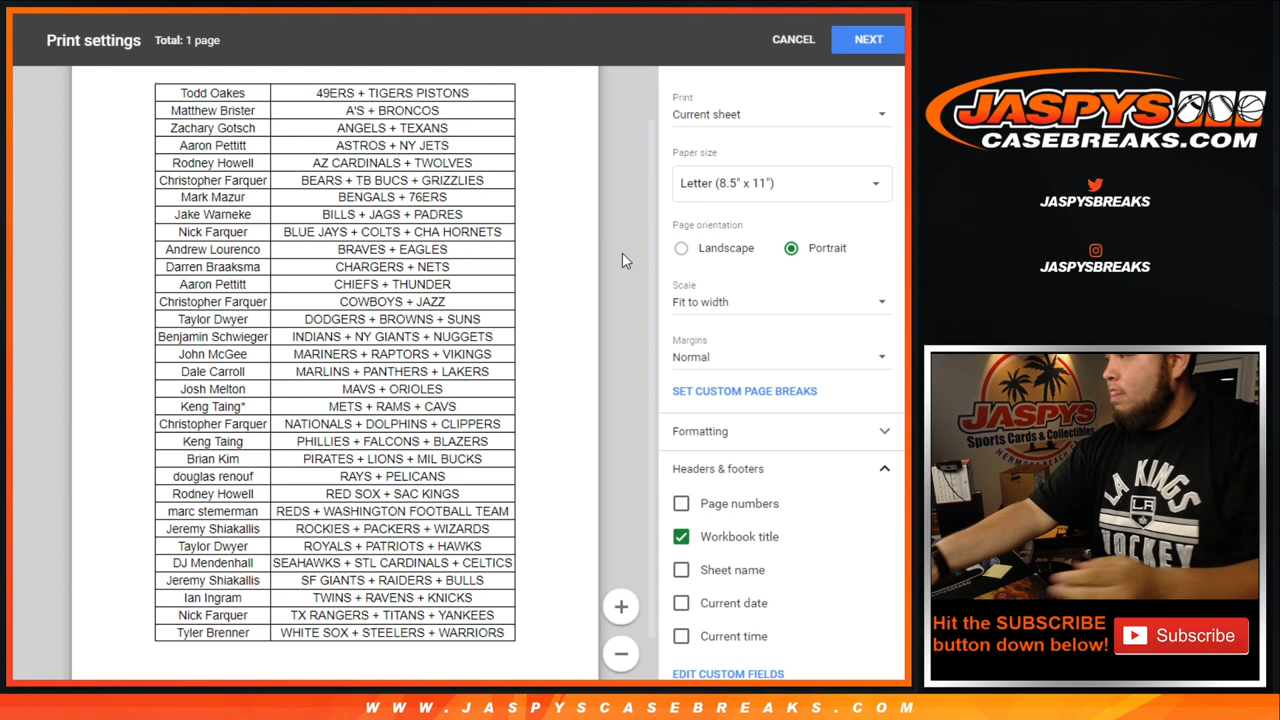 Print settings Total: 1 page CANCEL NEXT
Todd Oakes 49ERS + TIGERS PISTONS
Matthew Brister A'S + BRONCOS
Zachary Gotsch ANGELS + TEXANS
Aaron Pettitt ASTROS + NY JETS
Rodney Howell AZ CARDINALS + TWOLVES
Christopher Farquer BEARS + TB BUCS + GRIZZLIES
Mark Mazur BENGALS + 76ERS
Jake Warneke BILLS + JAGS + PADRES
Nick Farquer BLUE JAYS + COLTS + CHA HORNETS
Andrew Lourenco BRAVES + EAGLES
Darren Braaksma CHARGERS + NETS
Aaron Pettitt CHIEFS + THUNDER
Christopher Farquer COWBOYS + JAZZ
Taylor Dwyer DODGERS + BROWNS + SUNS
Benjamin Schwieger INDIANS + NY GIANTS + NUGGETS
John McGee MARINERS + RAPTORS + VIKINGS
Dale Carroll MARLINS + PANTHERS + LAKERS
Josh Melton MAVS + ORIOLES
Keng Taing* METS + RAMS + CAVS
Christopher Farquer NATIONALS + DOLPHINS + CLIPPERS
Keng Taing PHILLIES + FALCONS + BLAZERS
Brian Kim PIRATES + LIONS + MIL BUCKS
douglas renouf RAYS + PELICANS
Rodney Howell RED SOX + SAC KINGS
marc stemerman REDS + WASHINGTON FOOTBALL TEAM
Jeremy Shiakallis ROCKIES + PACKERS + WIZARDS
Taylor Dwyer ROYALS + PATRIOTS + HAWKS
DJ Mendenhall SEAHAWKS + STL CARDINALS + CELTICS
Jeremy Shiakallis SF GIANTS + RAIDERS + BULLS
Ian Ingram TWINS + RAVENS + KNICKS
Nick Farquer TX RANGERS + TITANS + YANKEES
Tyler Brenner WHITE SOX + STEELERS + WARRIORS
Print
Current sheet
Paper size
Letter (8.5" x 11")
Page orientation
Landscape Portrait
Scale
Fit to width
Margins
Normal
SET CUSTOM PAGE BREAKS
Formatting
Headers & footers
Page numbers
Workbook title
Sheet name
Current date
Current time
EDIT CUSTOM FIELDS
JASPYS
CASEBREAKS.COM
JASPYSBREAKS
JASPYSBREAKS
JASPYS
Sports Cards & Collectibles
LA KINGS
LA
HOCKEY
Hit the SUBSCRIBE
button down below!
Subscribe
WWW.JASPYSCASEBREAKS.COM